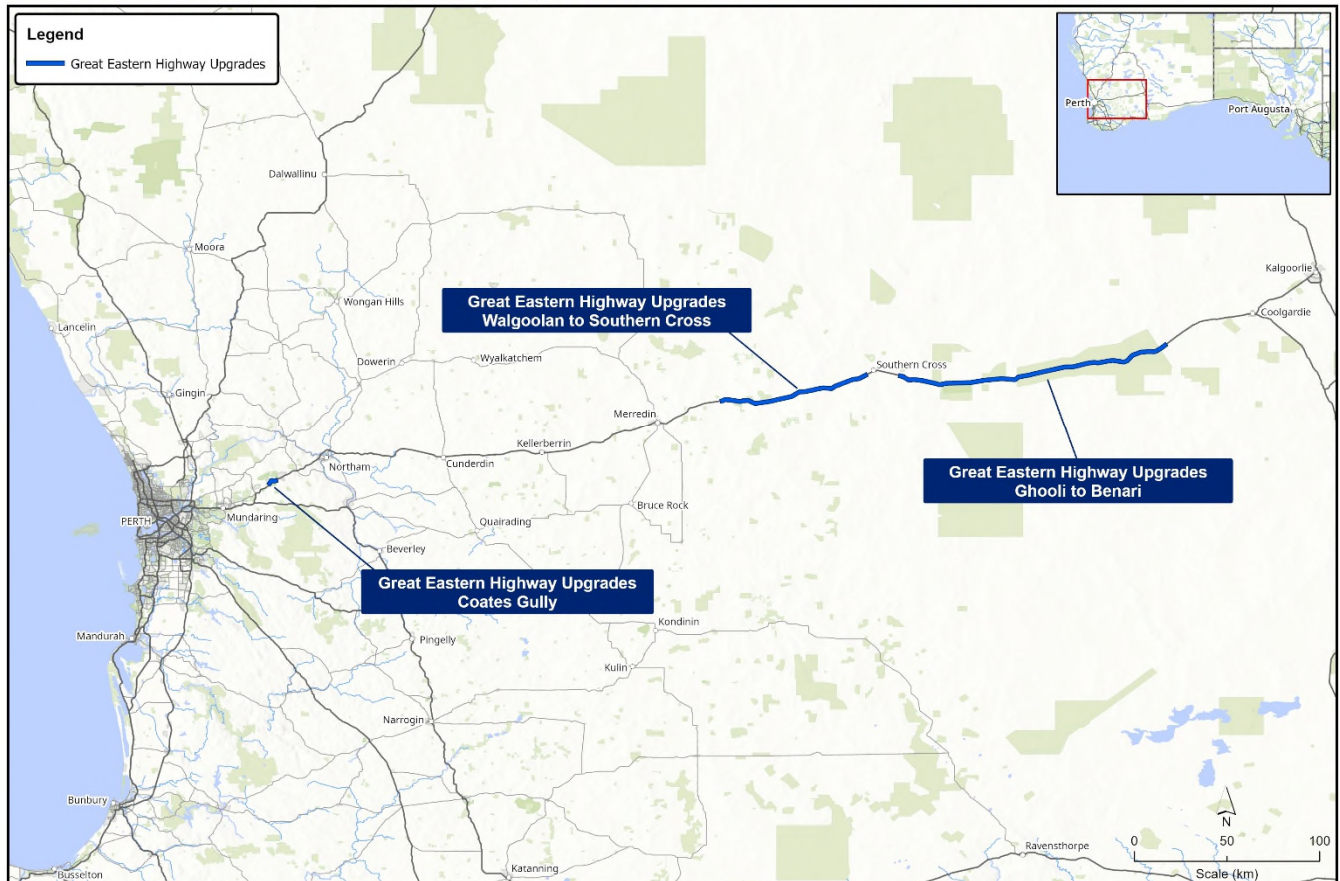 Legend
Great Eastern Highway Upgrades
Perth
Port Augusta
Dalwallinu
Moora
Kalgoorlie
Wongan Hills
Great Eastern Highway Upgrades
Walgoolan to Southern Cross
Coolgardie
Lancelin
Dowerin
Wyalkatchem
Southern Cross
Gingin
Merredin
Kellerberrin
Northam
Cunderdin
Great Eastern Highway Upgrades
Ghooli to Benari
Bruce Rock
Mundaring
PERTH
Quairading
Beverley
Great Eastern Highway Upgrades
Coates Gully
Kondinin
Mandurah
Pingelly
Kulin
Narrogin
Bunbury
N
0 50 100
Scale (km)
Ravensthorpe
Katanning
Busselton